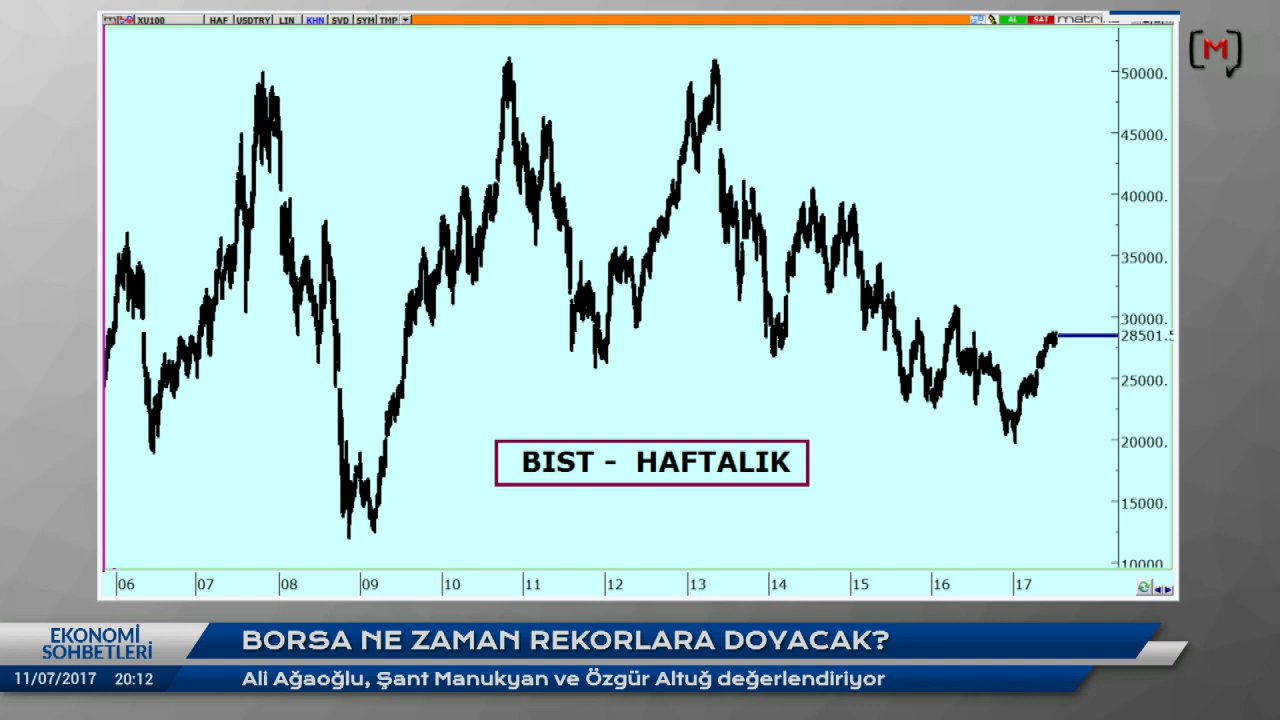 XU100 HAF USDTRY LIN KHN SVD SYM TMP AL SAT
50000.
45000.
40000.
35000.
30000.
28501.5
25000.
20000.
15000.
10000
BIST - HAFTALIK
06 07 08 09 10 11 12 13 14 15 16 17
M
EKONOMİ
SOHBETLERİ
BORSA NE ZAMAN REKORLARA DOYACAK?
11/07/2017 20:12
Ali Ağaoğlu, Şant Manukyan ve Özgür Altuğ değerlendiriyor